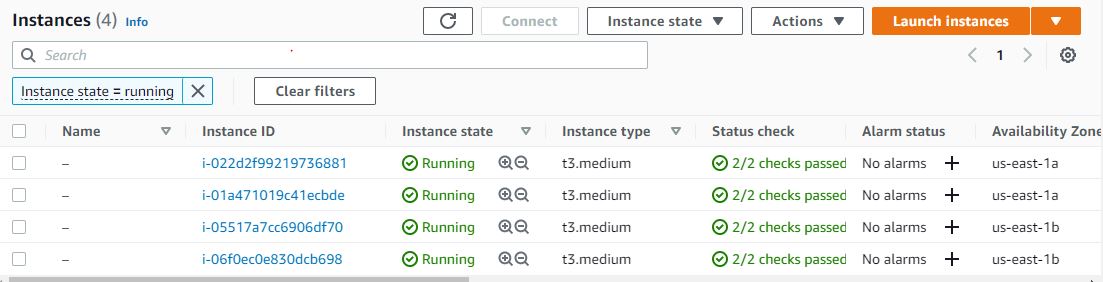 Instances (4) Info Connect Instance state Actions Launch instances
Search 1
Instance state = running Clear filters
Name Instance ID Instance state Instance type Status check Alarm status Availability Zone
– i-022d2f99219736881 Running t3.medium 2/2 checks passed No alarms us-east-1a
– i-01a471019c41ecbde Running t3.medium 2/2 checks passed No alarms us-east-1a
– i-05517a7cc6906df70 Running t3.medium 2/2 checks passed No alarms us-east-1b
– i-06f0ec0e830dcb698 Running t3.medium 2/2 checks passed No alarms us-east-1b